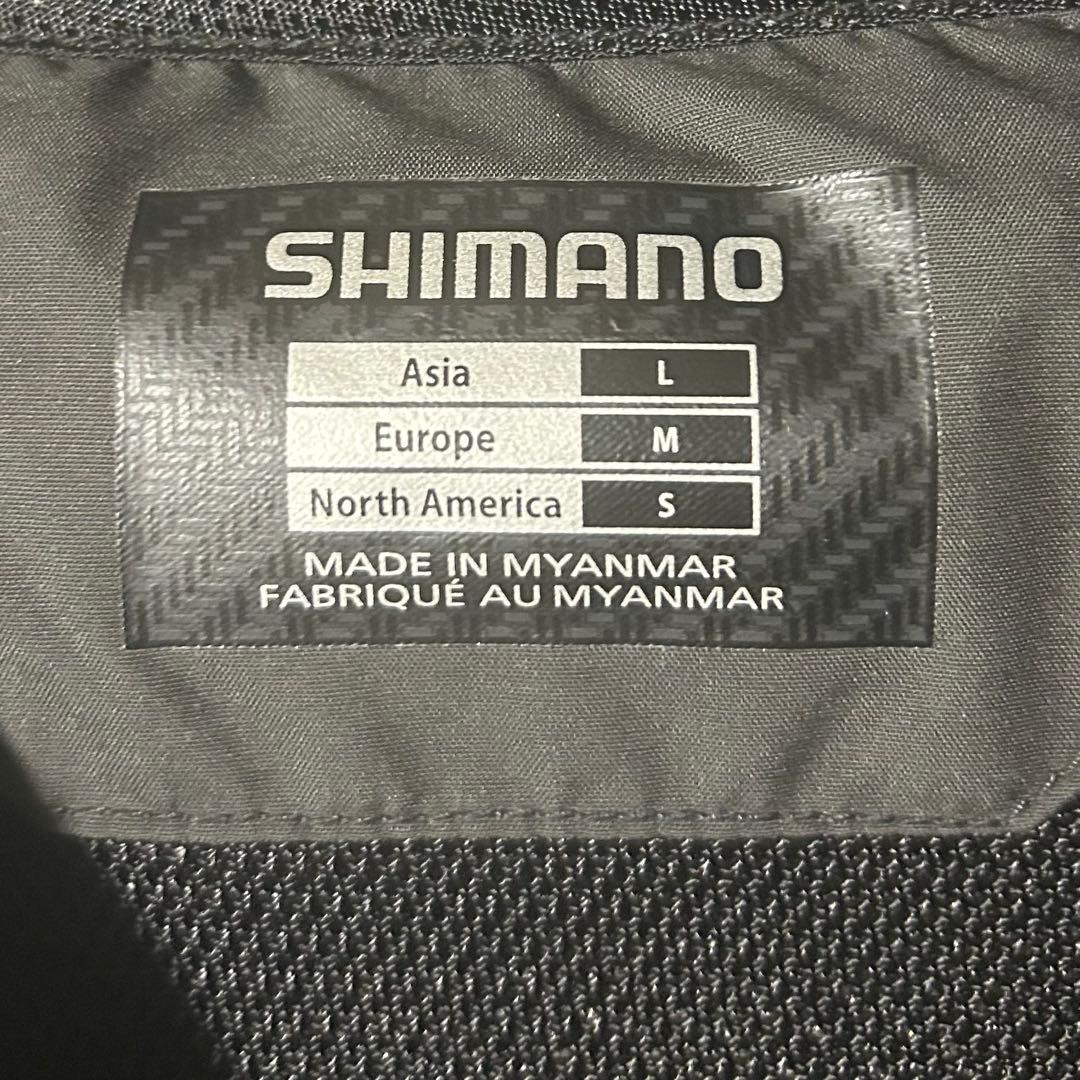 SHIMANO
Asia L
Europe M
North America S
MADE IN MYANMAR
FABRIQUÉ AU MYANMAR